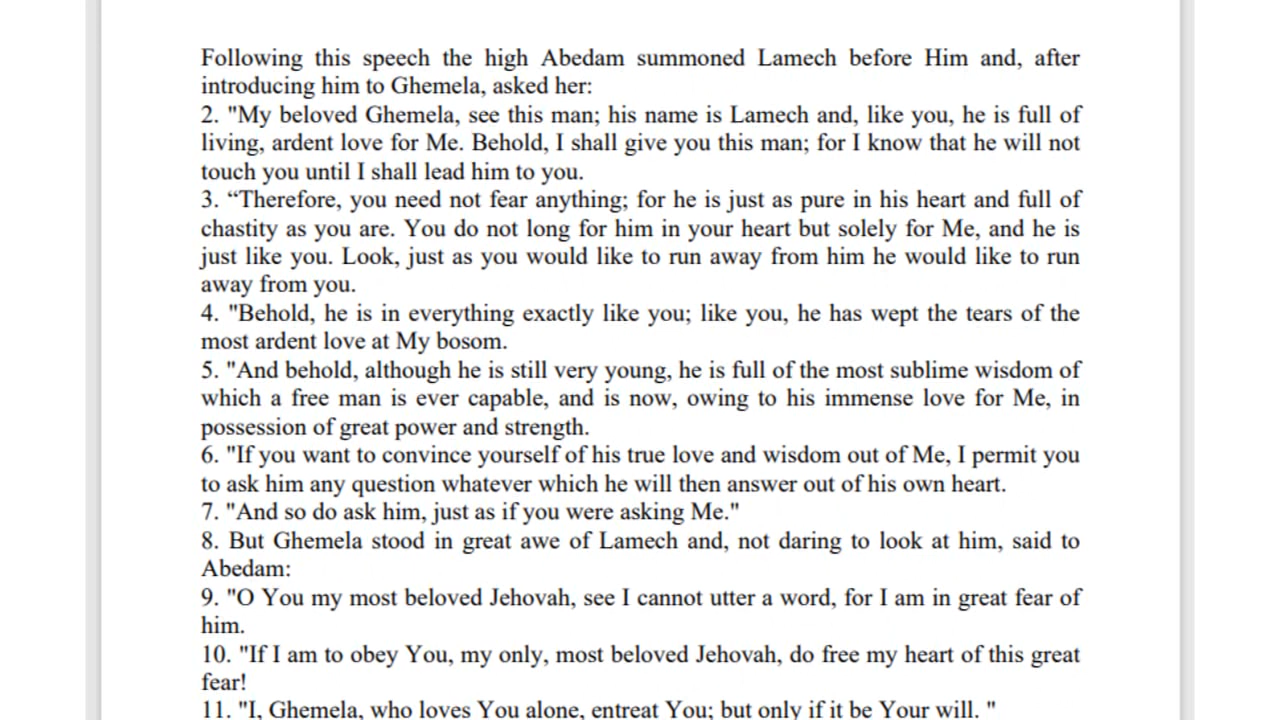 Following this speech the high Abedam summoned Lamech before Him and, after
introducing him to Ghemela, asked her:
2. "My beloved Ghemela, see this man; his name is Lamech and, like you, he is full of
living, ardent love for Me. Behold, I shall give you this man; for I know that he will not
touch you until I shall lead him to you.
3. “Therefore, you need not fear anything; for he is just as pure in his heart and full of
chastity as you are. You do not long for him in your heart but solely for Me, and he is
just like you. Look, just as you would like to run away from him he would like to run
away from you.
4. "Behold, he is in everything exactly like you; like you, he has wept the tears of the
most ardent love at My bosom.
5. "And behold, although he is still very young, he is full of the most sublime wisdom of
which a free man is ever capable, and is now, owing to his immense love for Me, in
possession of great power and strength.
6. "If you want to convince yourself of his true love and wisdom out of Me, I permit you
to ask him any question whatever which he will then answer out of his own heart.
7. "And so do ask him, just as if you were asking Me."
8. But Ghemela stood in great awe of Lamech and, not daring to look at him, said to
Abedam:
9. "O You my most beloved Jehovah, see I cannot utter a word, for I am in great fear of
him.
10. "If I am to obey You, my only, most beloved Jehovah, do free my heart of this great
fear!
11. "I, Ghemela, who loves You alone, entreat You; but only if it be Your will. "